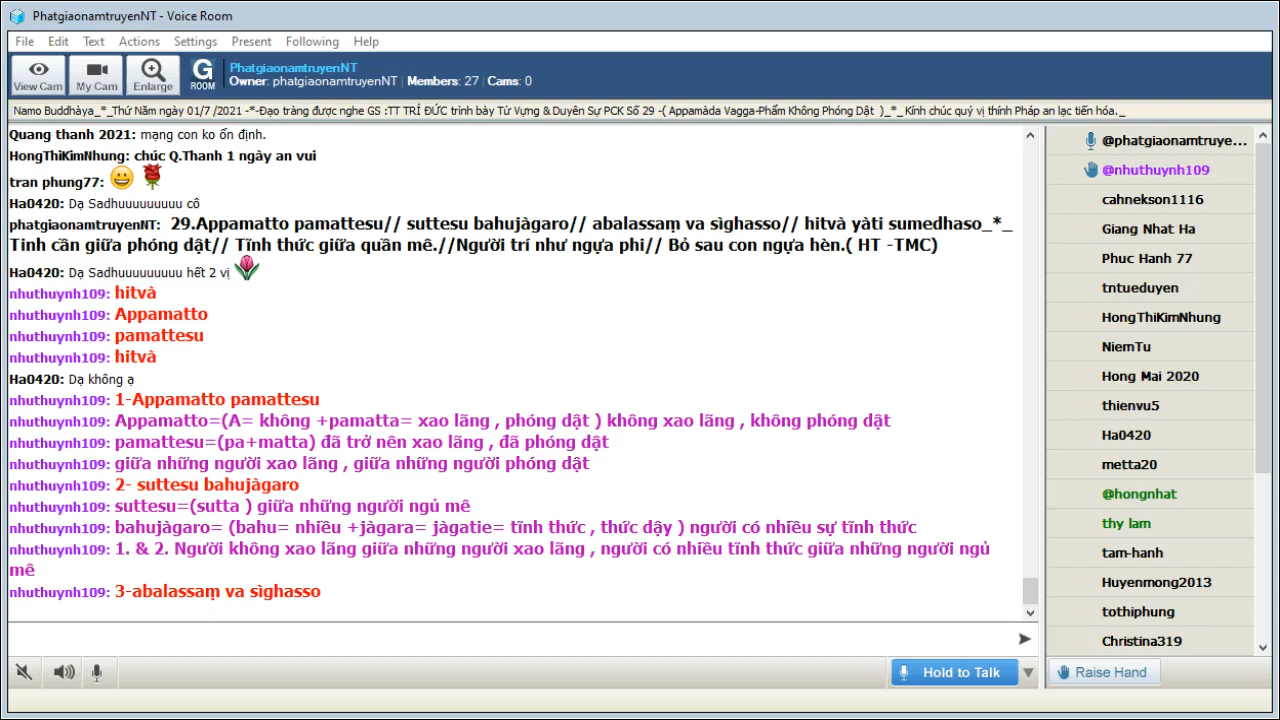 PhatgiaonamtruyenNT - Voice Room
File Edit Text Actions Settings Present Following Help
View Cam My Cam Enlarge G ROOM
PhatgiaonamtruyenNT
Owner: phatgiaonamtruyenNT Members: 27 Cams: 0
Namo Buddhàya_*_Thứ Năm ngày 01/7 /2021 -*-Đạo tràng được nghe GS :TT TRÍ ĐỨC trình bày Từ Vựng & Duyên Sự PCK Số 29 -( Appamàda Vagga-Phẩm Không Phóng Dật )_*_ Kính chúc quý vị thính Pháp an lạc tiến hóa._
Quang thanh 2021: mạng con ko ổn định.
HongThiKimNhung: chúc Q.Thanh 1 ngày an vui
tran phung77:
Ha0420: Dạ Sadhuuuuuuuuu cô
phatgiaonamtruyenNT: 29.Appamatto pamattesu// suttesu bahujàgaro// abalassaṃ va sìghasso// hitvà yàti sumedhaso_*_
Tinh cần giữa phóng dật// Tĩnh thức giữa quần mê.//Người trí như ngựa phi// Bỏ sau con ngựa hèn.( HT -TMC)
Ha0420: Dạ Sadhuuuuuuuuu hết 2 vị
nhuthuynh109: hitvà
nhuthuynh109: Appamatto
nhuthuynh109: pamattesu
nhuthuynh109: hitvà
Ha0420: Dạ không ạ
nhuthuynh109: 1-Appamatto pamattesu
nhuthuynh109: Appamatto=(A= không +pamatta= xao lãng , phóng dật ) không xao lãng , không phóng dật
nhuthuynh109: pamattesu=(pa+matta) đã trở nên xao lãng , đã phóng dật
nhuthuynh109: giữa những người xao lãng , giữa những người phóng dật
nhuthuynh109: 2- suttesu bahujàgaro
nhuthuynh109: suttesu=(sutta ) giữa những người ngủ mê
nhuthuynh109: bahujàgaro= (bahu= nhiều +jàgara= jàgatie= tĩnh thức , thức dậy ) người có nhiều sự tĩnh thức
nhuthuynh109: 1. & 2. Người không xao lãng giữa những người xao lãng , người có nhiều tĩnh thức giữa những người ngủ
mê
nhuthuynh109: 3-abalassaṃ va sìghasso
Hold to Talk
@phatgiaonamtruye...
@nhuthuynh109
cahnekson1116
Giang Nhat Ha
Phuc Hanh 77
tntueduyen
HongThiKimNhung
NiemTu
Hong Mai 2020
thienvu5
Ha0420
metta20
@hongnhat
thy lam
tam-hanh
Huyenmong2013
tothiphung
Christina319
Raise Hand